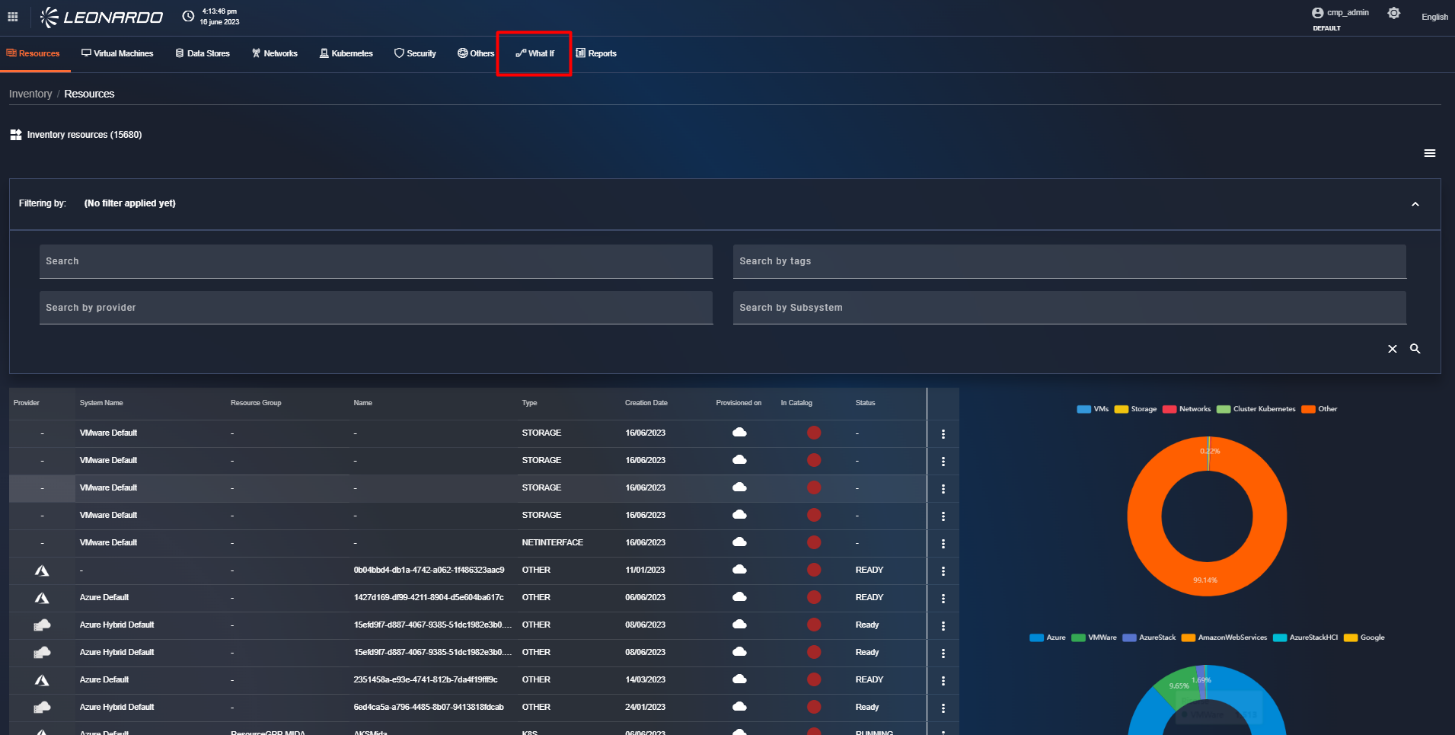 LEONARDO
4:13:48 pm
16 june 2023
cmp_admin
DEFAULT
English
Resources Virtual Machines Data Stores Networks Kubernetes Security Others What If Reports
Inventory / Resources
Inventory resources (15680)
Filtering by: (No filter applied yet)
Search Search by tags
Search by provider Search by Subsystem
Provider System Name Resource Group Name Type Creation Date Provisioned on In Catalog Status
- VMware Default - - STORAGE 16/06/2023 -
- VMware Default - - STORAGE 16/06/2023 -
- VMware Default - - STORAGE 16/06/2023 -
- VMware Default - - STORAGE 16/06/2023 -
- VMware Default - - NETINTERFACE 16/06/2023 -
- - 0b04bbd4-db1a-4742-a062-1f486323aac9 OTHER 11/01/2023 READY
Azure Default - 1427d169-df99-4211-8904-d5e604ba617c OTHER 06/06/2023 READY
Azure Hybrid Default - 15efd9f7-d887-4067-9385-51dc1982e3b0.... OTHER 08/06/2023 Ready
Azure Hybrid Default - 15efd9f7-d887-4067-9385-51dc1982e3b0.... OTHER 08/06/2023 Ready
Azure Default - 2351458a-e93e-4741-812b-7da4f19fff9c OTHER 14/03/2023 READY
Azure Hybrid Default - 6ed4ca5a-a796-4485-8b07-9413818fdcab OTHER 24/01/2023 Ready
Azure Default ResourceGRP MIDA AKSMida K8S 06/06/2023 RUNNING
VMs Storage Networks Cluster Kubernetes Other
0.22%
99.14%
Azure VMWare AzureStack AmazonWebServices AzureStackHCI Google
1.69%
9.65%